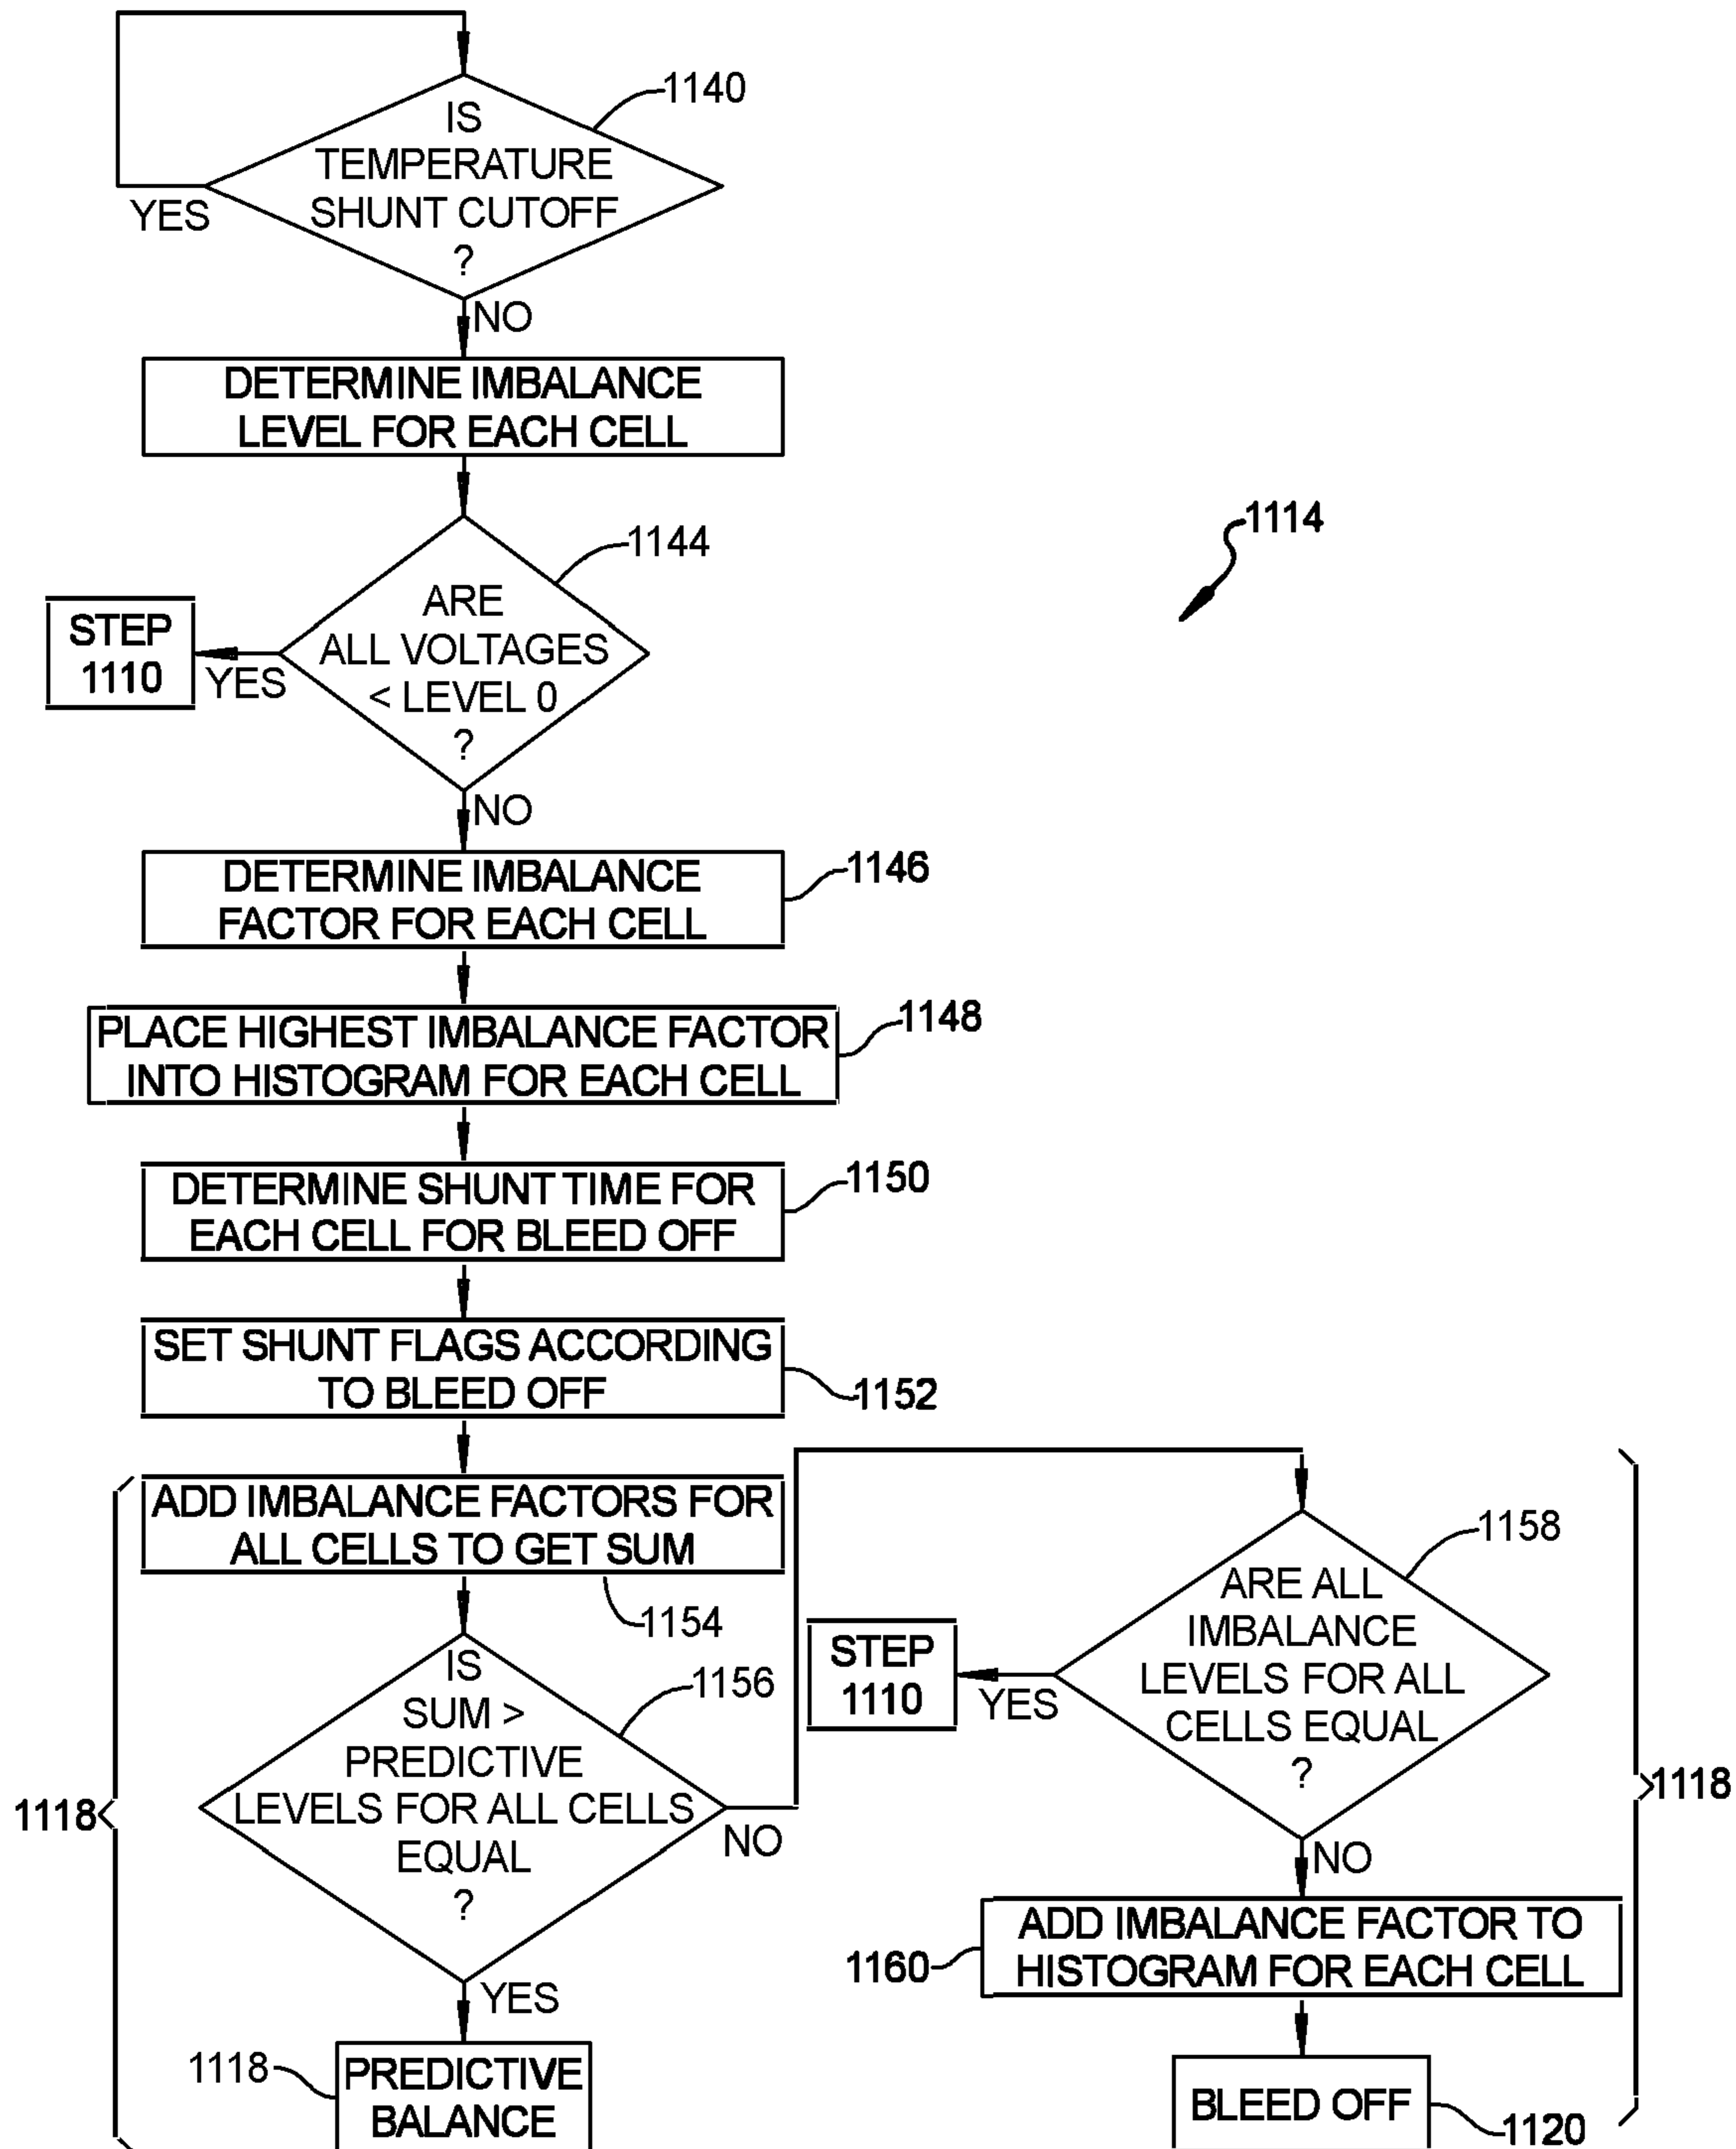 1140
IS
TEMPERATURE
SHUNT CUTOFF
?
YES
NO
DETERMINE IMBALANCE
LEVEL FOR EACH CELL
1114
1144
ARE
ALL VOLTAGES
< LEVEL 0
?
STEP
1110
YES
NO
DETERMINE IMBALANCE
FACTOR FOR EACH CELL
1146
PLACE HIGHEST IMBALANCE FACTOR
INTO HISTOGRAM FOR EACH CELL
1148
DETERMINE SHUNT TIME FOR
EACH CELL FOR BLEED OFF
1150
SET SHUNT FLAGS ACCORDING
TO BLEED OFF
1152
ADD IMBALANCE FACTORS FOR
ALL CELLS TO GET SUM
1154
IS
SUM >
PREDICTIVE
LEVELS FOR ALL CELLS
EQUAL
?
1156
NO
YES
1118
1118
PREDICTIVE
BALANCE
1158
ARE ALL
IMBALANCE
LEVELS FOR ALL
CELLS EQUAL
?
STEP
1110
YES
NO
1118
ADD IMBALANCE FACTOR TO
HISTOGRAM FOR EACH CELL
1160
BLEED OFF
1120